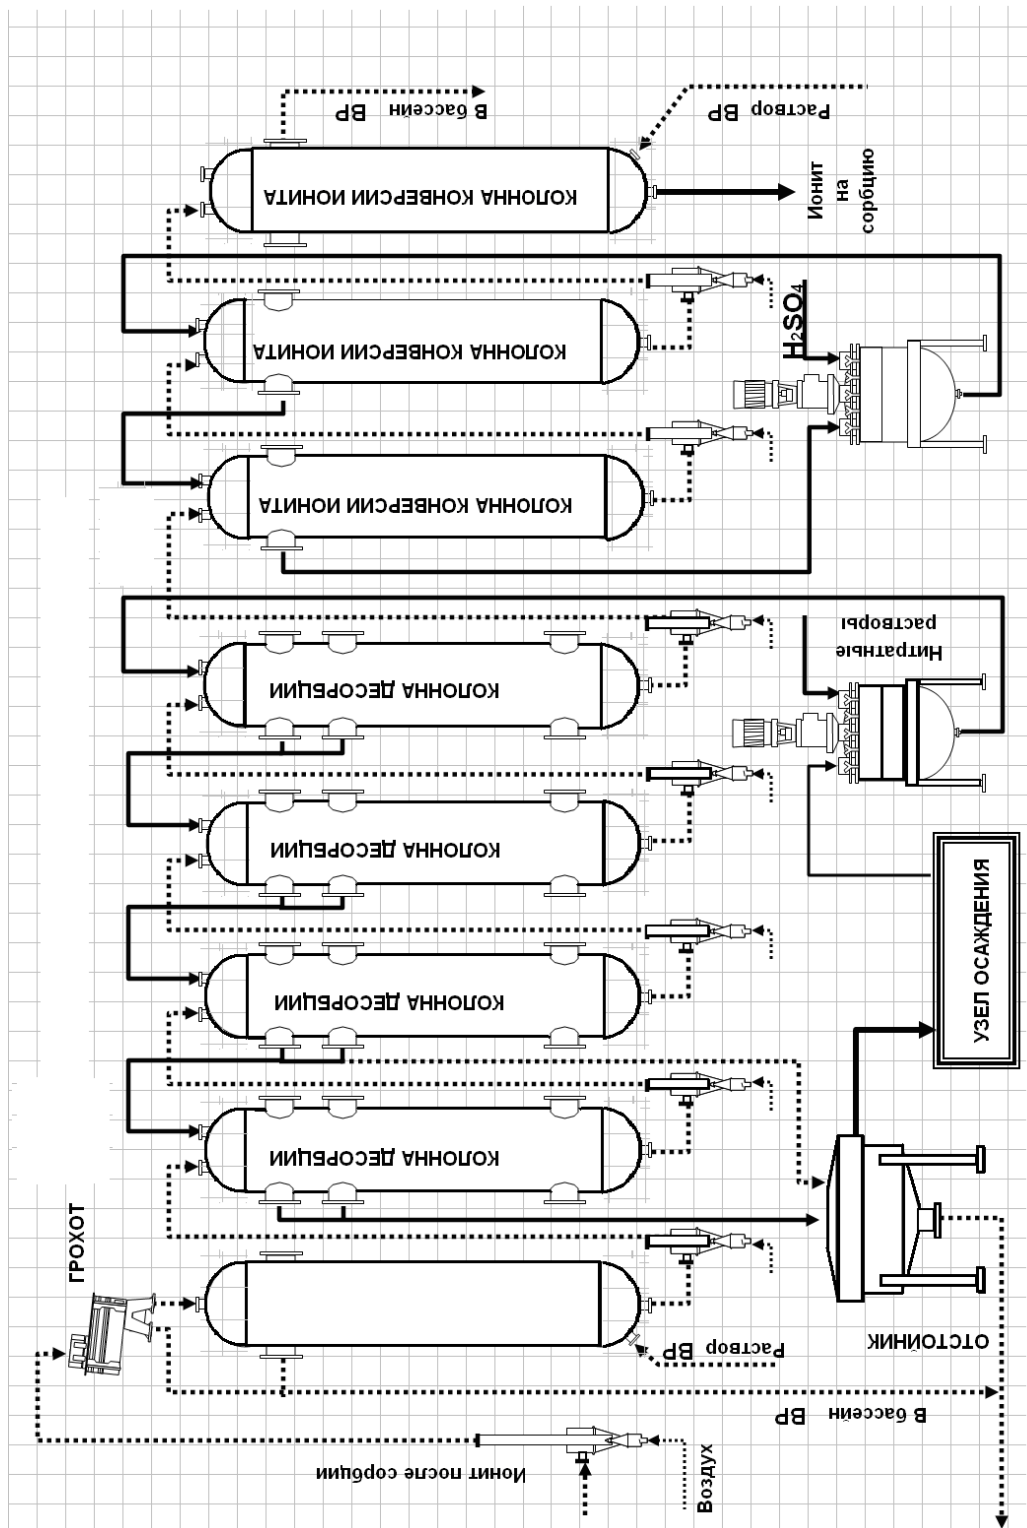 В бассейн ВР
Раствор ВР
КОЛОННА КОНВЕРСИИ ИОНИТА
Ионит
на
сорбцию
КОЛОННА КОНВЕРСИИ ИОНИТА
H₂SO₄
КОЛОННА КОНВЕРСИИ ИОНИТА
Нитратные
растворы
КОЛОННА ДЕСОРБЦИИ
КОЛОННА ДЕСОРБЦИИ
КОЛОННА ДЕСОРБЦИИ
УЗЕЛ ОСАЖДЕНИЯ
КОЛОННА ДЕСОРБЦИИ
ГРОХОТ
ОТСТОЙНИК
Раствор ВР
В бассейн ВР
Ионит после сорбции
Воздух